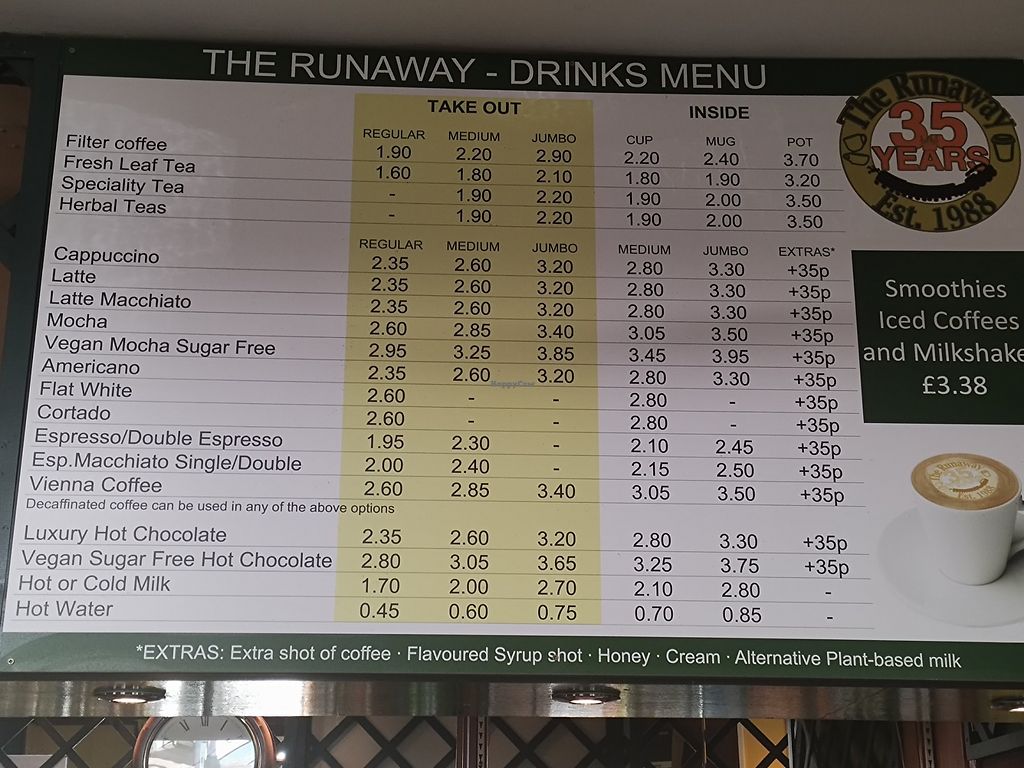 THE RUNAWAY - DRINKS MENU
TAKE OUT INSIDE
REGULAR MEDIUM JUMBO CUP MUG POT
Filter coffee 1.90 2.20 2.90 2.20 2.40 3.70
Fresh Leaf Tea 1.60 1.80 2.10 1.80 1.90 3.20
Speciality Tea - 1.90 2.20 1.90 2.00 3.50
Herbal Teas - 1.90 2.20 1.90 2.00 3.50
REGULAR MEDIUM JUMBO MEDIUM JUMBO EXTRAS*
Cappuccino 2.35 2.60 3.20 2.80 3.30 +35p
Latte 2.35 2.60 3.20 2.80 3.30 +35p
Latte Macchiato 2.35 2.60 3.20 2.80 3.30 +35p
Mocha 2.60 2.85 3.40 3.05 3.50 +35p
Vegan Mocha Sugar Free 2.95 3.25 3.85 3.45 3.95 +35p
Americano 2.35 2.60 3.20 2.80 3.30 +35p
Flat White 2.60 - - 2.80 - +35p
Cortado 2.60 - - 2.80 - +35p
Espresso/Double Espresso 1.95 2.30 - 2.10 2.45 +35p
Esp.Macchiato Single/Double 2.00 2.40 - 2.15 2.50 +35p
Vienna Coffee 2.60 2.85 3.40 3.05 3.50 +35p
Decaffinated coffee can be used in any of the above options
Luxury Hot Chocolate 2.35 2.60 3.20 2.80 3.30 +35p
Vegan Sugar Free Hot Chocolate 2.80 3.05 3.65 3.25 3.75 +35p
Hot or Cold Milk 1.70 2.00 2.70 2.10 2.80 -
Hot Water 0.45 0.60 0.75 0.70 0.85 -
*EXTRAS: Extra shot of coffee · Flavoured Syrup shot · Honey · Cream · Alternative Plant-based milk
The Runaway
35
YEARS
Est. 1988
Smoothies
Iced Coffees
and Milkshake
£3.38
The Runaway
35
Est. 1988
HappyCow